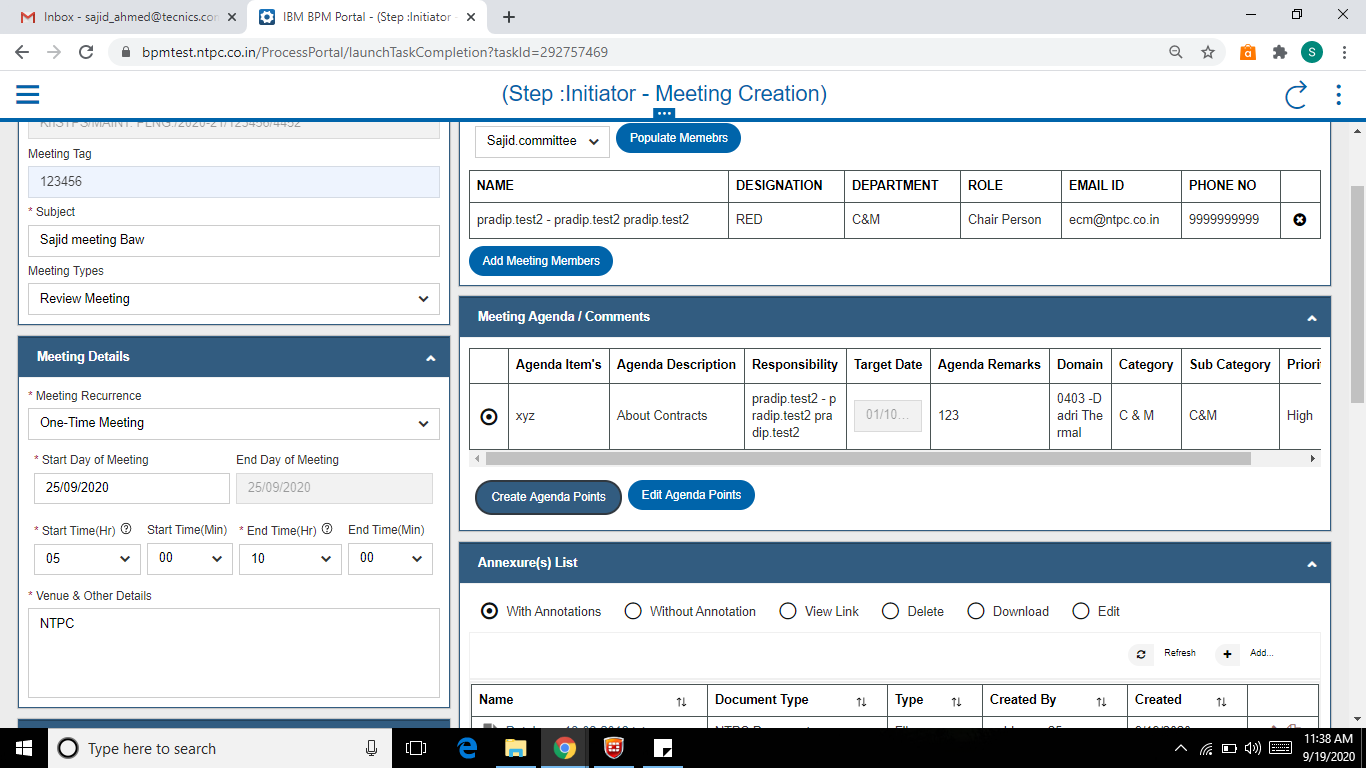 Inbox - sajid_ahmed@tecnics.con
IBM BPM Portal - (Step :Initiator -
bpmtest.ntpc.co.in/ProcessPortal/launchTaskCompletion?taskId=292757469
S
(Step :Initiator - Meeting Creation)
Meeting Tag
123456
* Subject
Sajid meeting Baw
Meeting Types
Review Meeting
Meeting Details
* Meeting Recurrence
One-Time Meeting
* Start Day of Meeting End Day of Meeting
25/09/2020 25/09/2020
* Start Time(Hr) Start Time(Min) * End Time(Hr) End Time(Min)
05 00 10 00
* Venue & Other Details
NTPC
Sajid.committee Populate Memebrs
NAME DESIGNATION DEPARTMENT ROLE EMAIL ID PHONE NO
pradip.test2 - pradip.test2 pradip.test2 RED C&M Chair Person ecm@ntpc.co.in 9999999999
Add Meeting Members
Meeting Agenda / Comments
Agenda Item's Agenda Description Responsibility Target Date Agenda Remarks Domain Category Sub Category Priori
xyz About Contracts pradip.test2 - p
radip.test2 pra
dip.test2 01/10... 123 0403 -D
adri The
rmal C & M C&M High
Create Agenda Points Edit Agenda Points
Annexure(s) List
With Annotations Without Annotation View Link Delete Download Edit
Refresh Add...
Name Document Type Type Created By Created
Type here to search
11:38 AM
9/19/2020